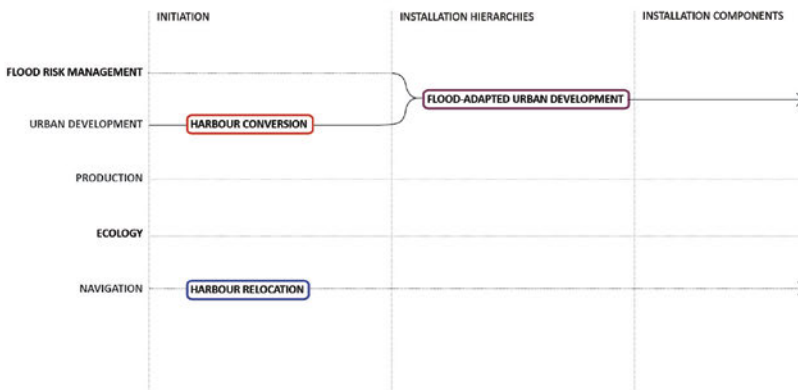 INITIATION
INSTALLATION HIERARCHIES
INSTALLATION COMPONENTS
FLOOD RISK MANAGEMENT
FLOOD-ADAPTED URBAN DEVELOPMENT
URBAN DEVELOPMENT
HARBOUR CONVERSION
PRODUCTION
ECOLOGY
NAVIGATION
HARBOUR RELOCATION